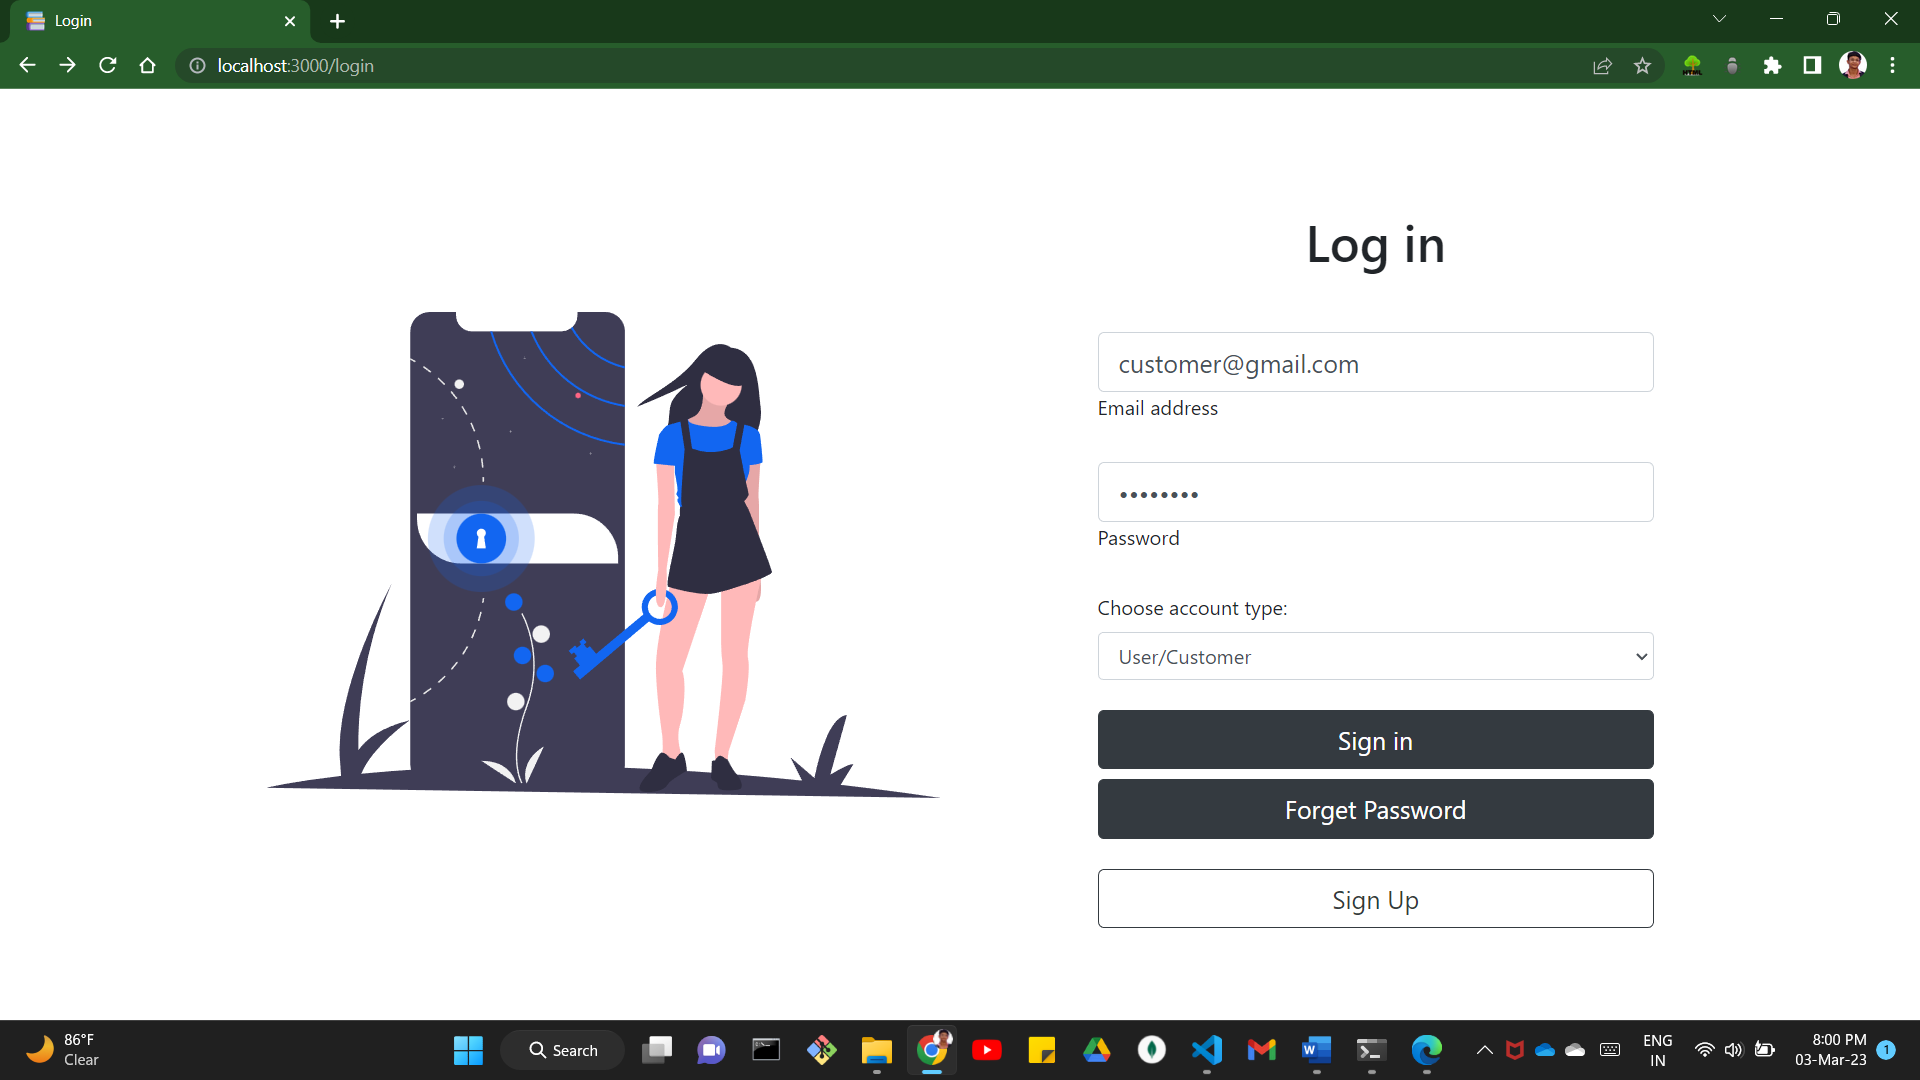 Login
localhost:3000/login
HTML
Log in
customer@gmail.com
Email address
••••••••
Password
Choose account type:
User/Customer
Sign in
Forget Password
Sign Up
86°F
Clear
Search
ENG
IN
8:00 PM
03-Mar-23
1